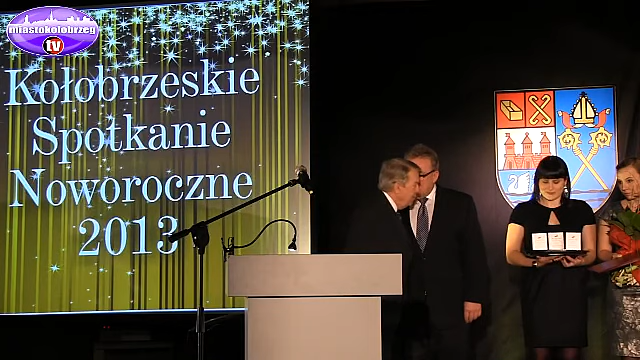 miastokolobrzeg
tv
Kołobrzeskie
Spotkanie
Noworoczne
2013